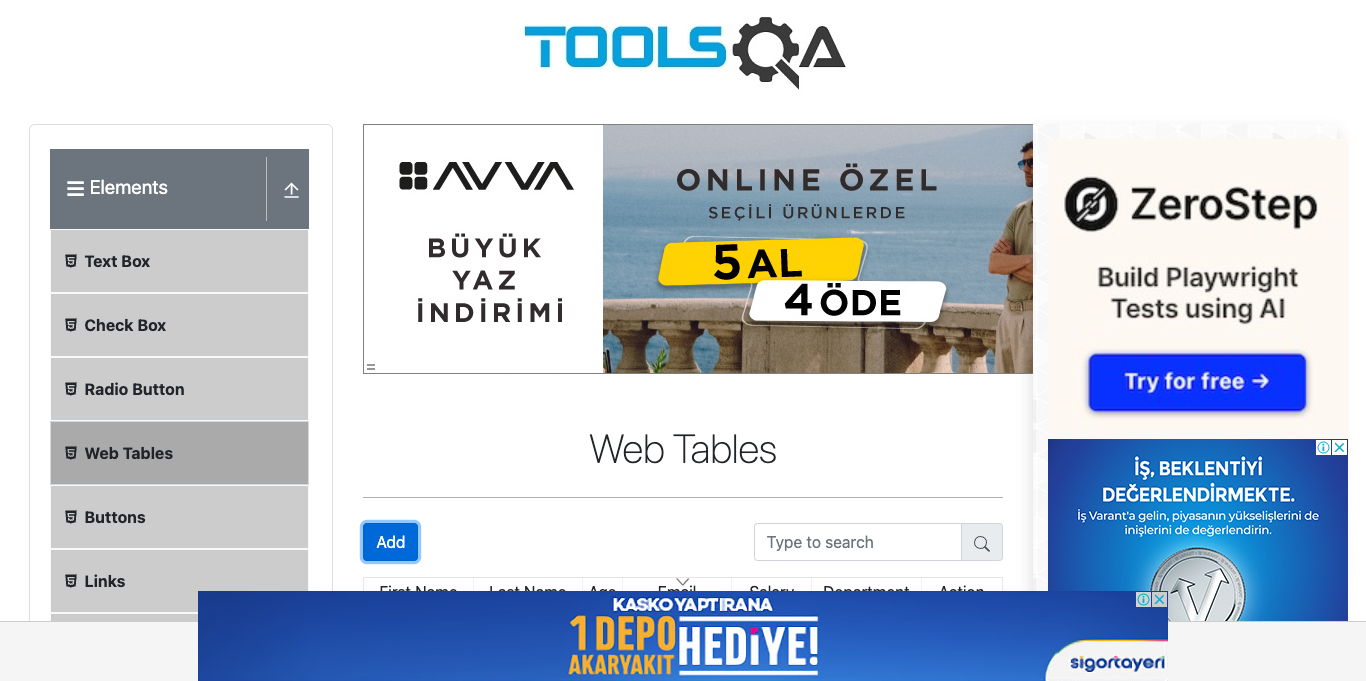 TOOLSQA
Elements
Text Box
Check Box
Radio Button
Web Tables
Buttons
Links
AVVA
BÜYÜK
YAZ
İNDİRİMİ
ONLINE ÖZEL
SEÇİLİ ÜRÜNLERDE
5 AL
4 ÖDE
Web Tables
Add
Type to search
First Name Last Name Age Email Salary Department Action
ZeroStep
Build Playwright
Tests using AI
Try for free →
İŞ, BEKLENTİYİ
DEĞERLENDİRMEKTE.
İş Varant'a gelin, piyasanın yükselişlerini de
inişlerini de değerlendirin.
KASKO YAPTIRANA
1 DEPO
AKARYAKIT
HEDİYE!
sigortayeri